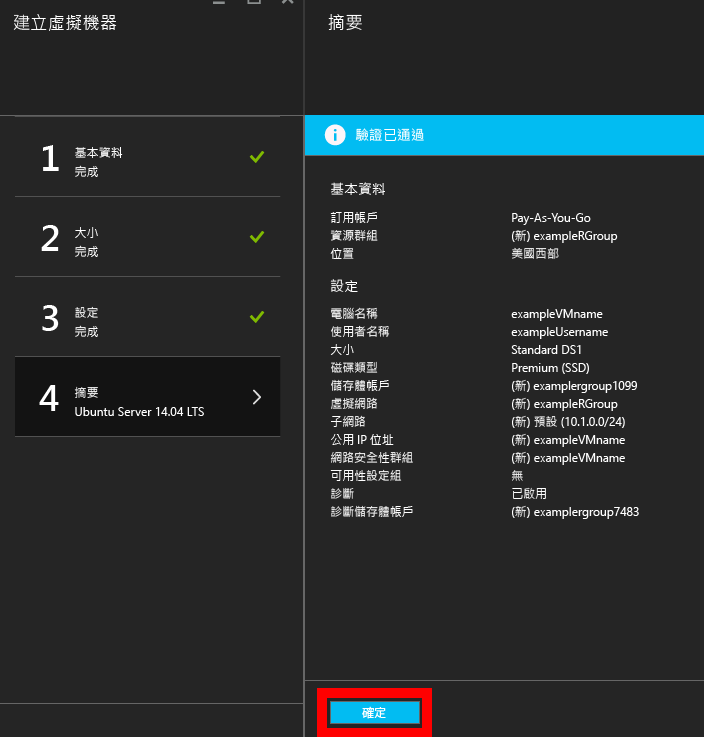 建立虛擬機器
摘要
1 基本資料
完成
2 大小
完成
3 設定
完成
4 摘要
Ubuntu Server 14.04 LTS
驗證已通過
基本資料
訂用帳戶 Pay-As-You-Go
資源群組 (新) exampleRGroup
位置 美國西部
設定
電腦名稱 exampleVMname
使用者名稱 exampleUsername
大小 Standard DS1
磁碟類型 Premium (SSD)
儲存體帳戶 (新) examplergroup1099
虛擬網路 (新) exampleRGroup
子網路 (新) 預設 (10.1.0.0/24)
公用 IP 位址 (新) exampleVMname
網路安全性群組 (新) exampleVMname
可用性設定組 無
診斷 已啟用
診斷儲存體帳戶 (新) examplergroup7483
確定